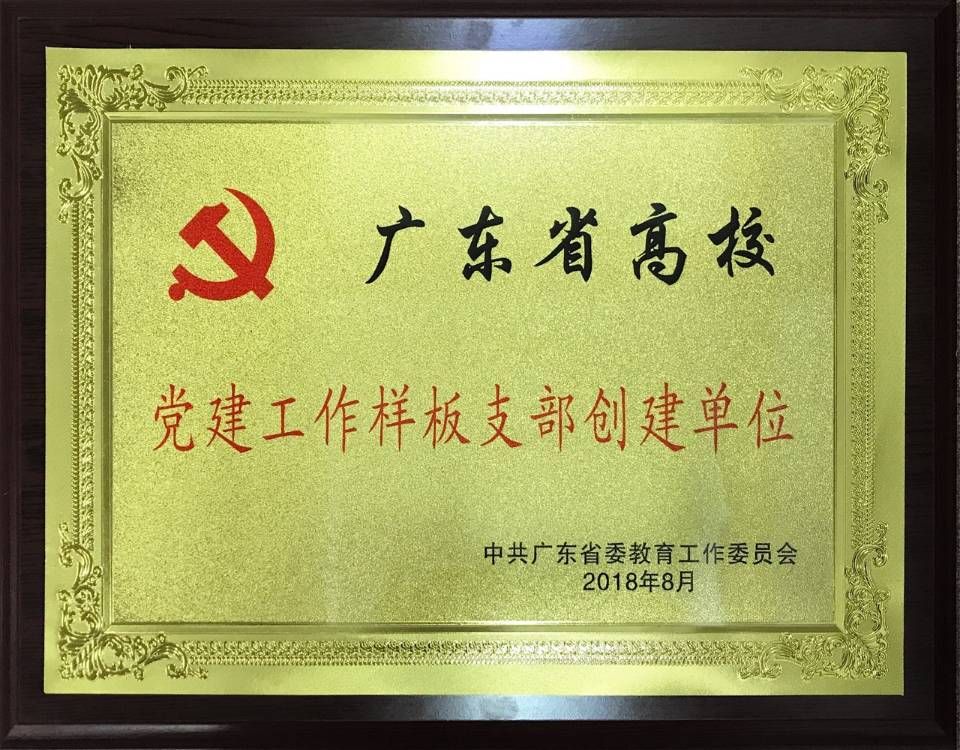 广东省高校
党建工作样板支部创建单位
中共广东省委教育工作委员会
2018年8月